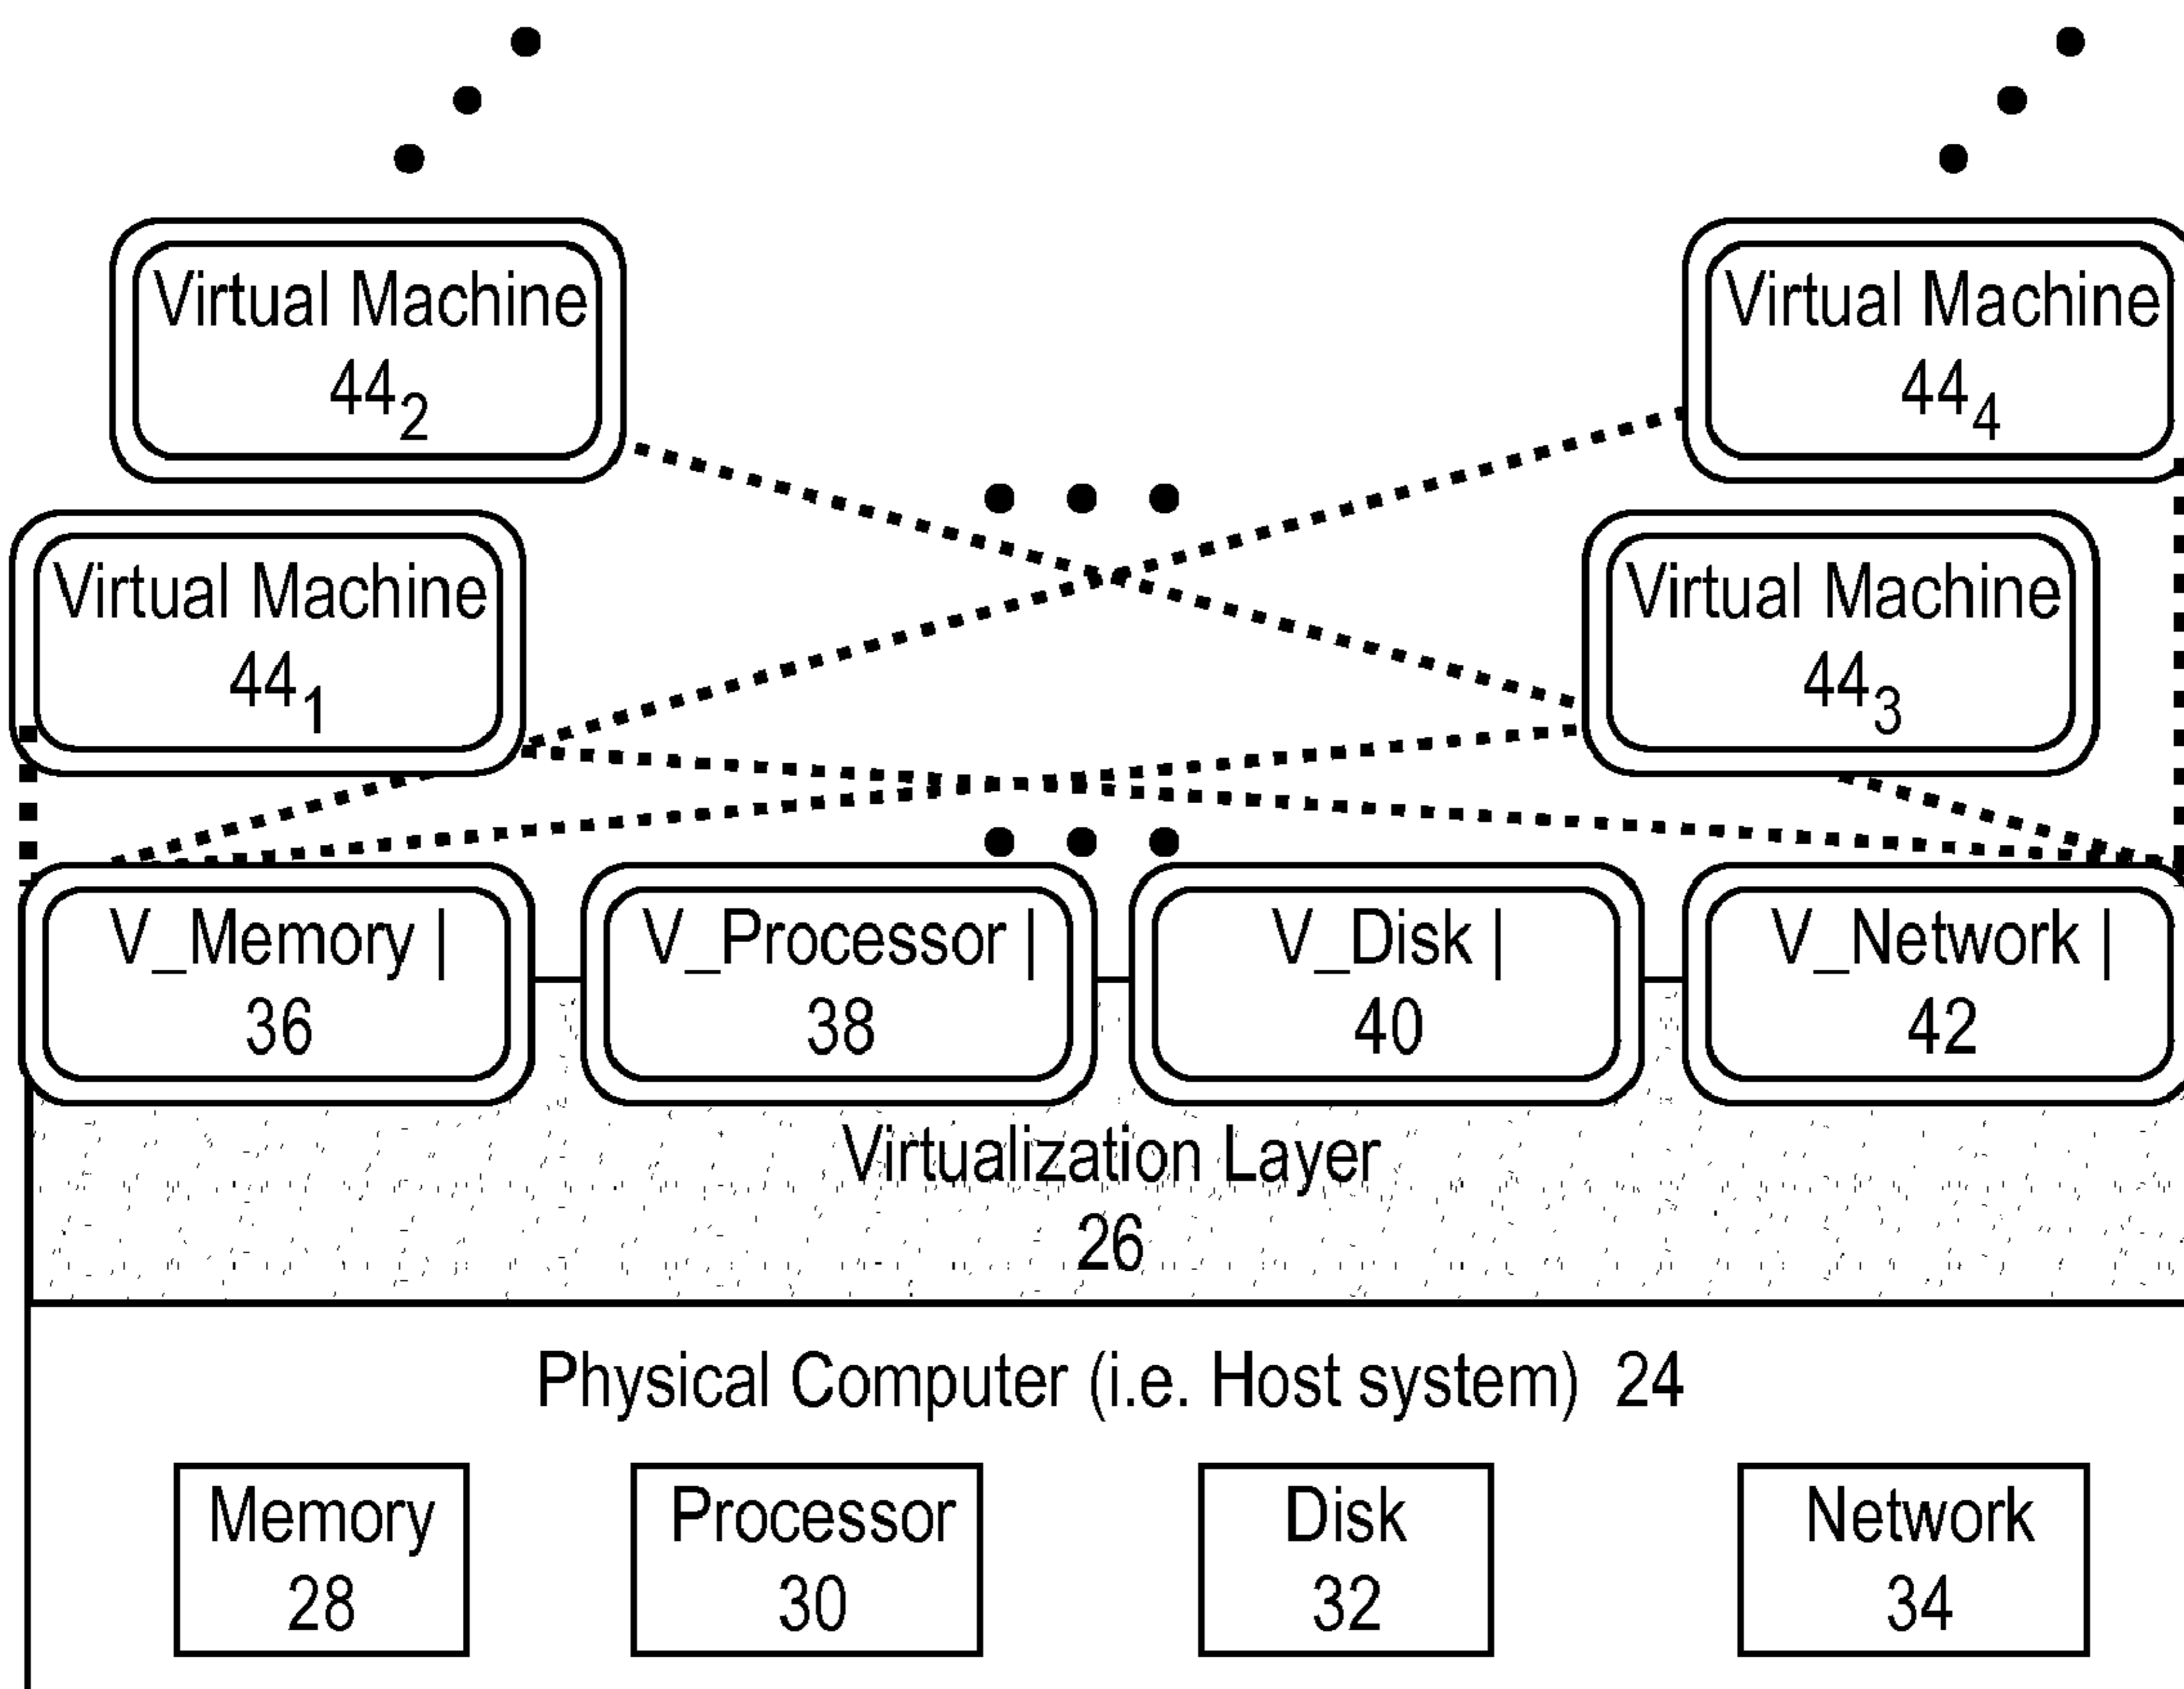 Virtual Machine
44₂
Virtual Machine
44₄
Virtual Machine
44₁
Virtual Machine
44₃
V_Memory |
36
V_Processor |
38
V_Disk |
40
V_Network |
42
Virtualization Layer
26
Physical Computer (i.e. Host system) 24
Memory
28
Processor
30
Disk
32
Network
34